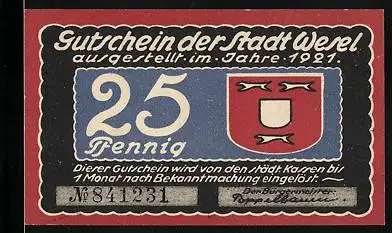 Gutschein der Stadt Wesel
ausgestellt·im·Jahre·1921.
25
Pfennig
Dieser Gutschein wird von den städt. Kassen bis
1 Monat nach Bekanntmachung eingelöst.
№ 841231
Der Bürgermeister:
Poppelbaum